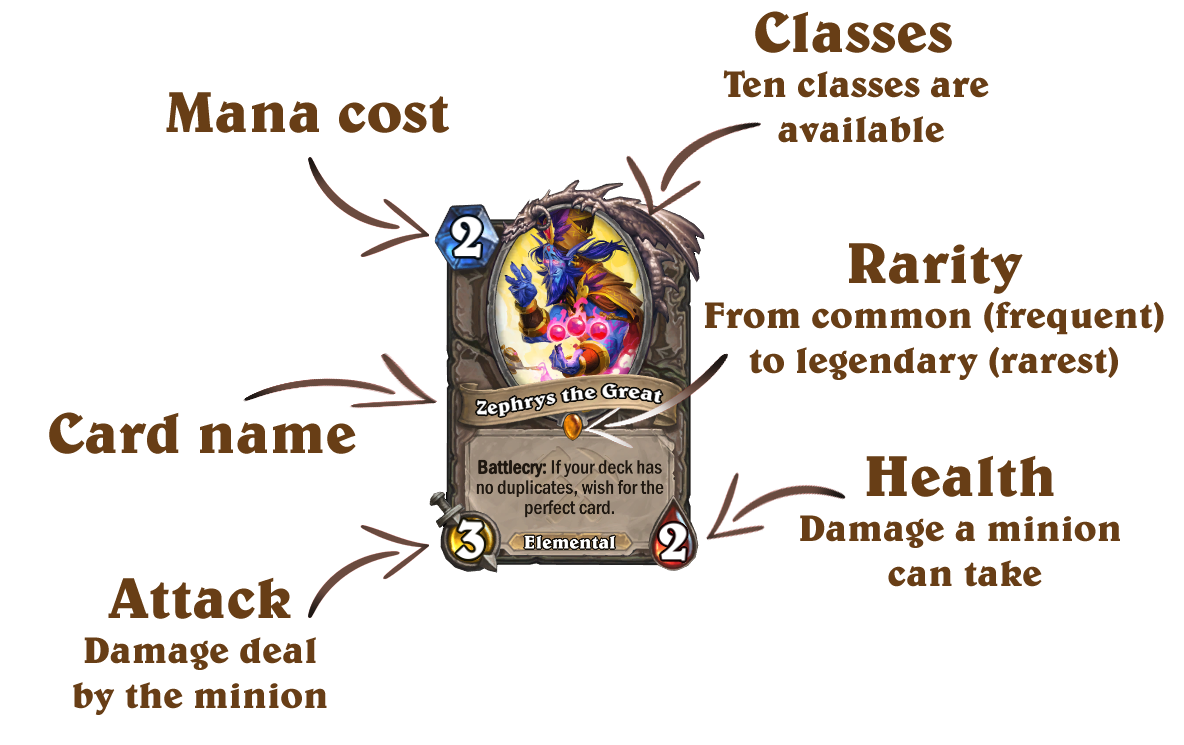 Classes
Ten classes are
available
Mana cost
2
Rarity
From common (frequent)
to legendary (rarest)
Zephrys the Great
Card name
Battlecry: If your deck has
no duplicates, wish for the
perfect card.
Health
Damage a minion
can take
3
Elemental
2
Attack
Damage deal
by the minion